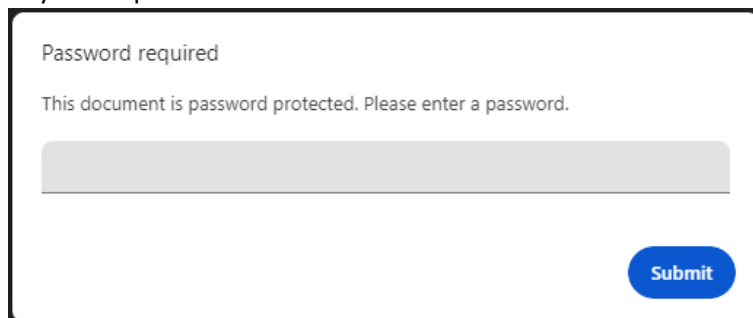 Password required
This document is password protected. Please enter a password.
Submit